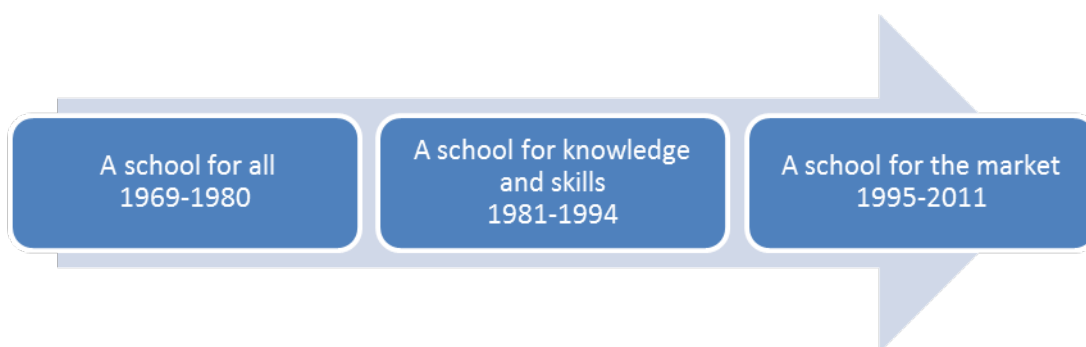 A school for all
1969-1980
A school for knowledge
and skills
1981-1994
A school for the market
1995-2011